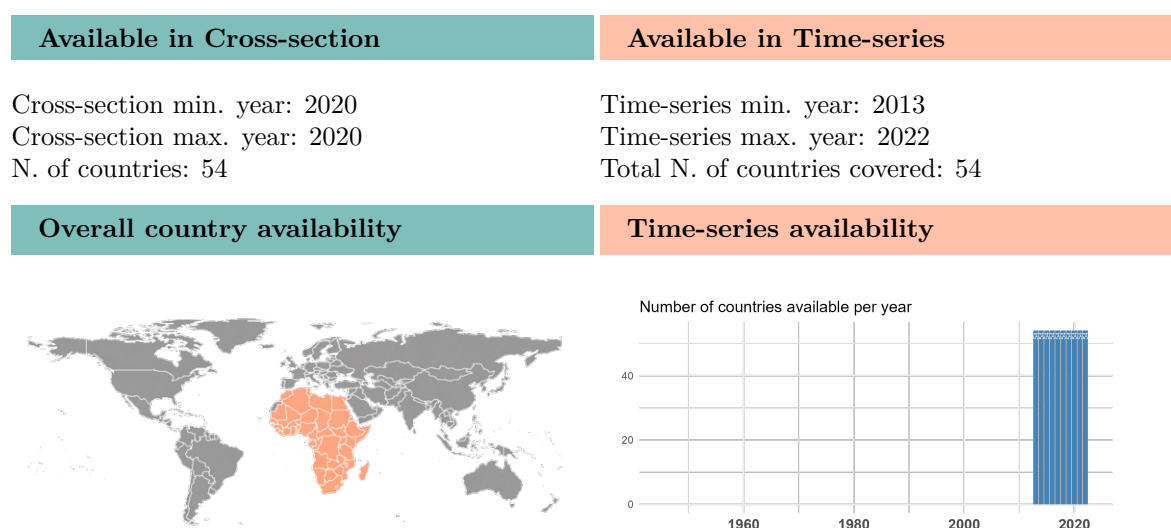 Available in Cross-section
Available in Time-series
Cross-section min. year: 2020
Cross-section max. year: 2020
N. of countries: 54
Time-series min. year: 2013
Time-series max. year: 2022
Total N. of countries covered: 54
Overall country availability
Time-series availability
Number of countries available per year
40
20
0
1960
1980
2000
2020